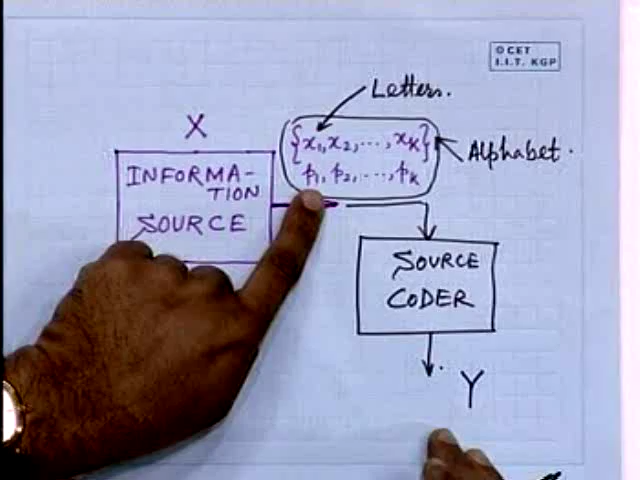 © CET
I.I.T. KGP
Letters.
X
{x1, x2, ..., xk}
p1, p2, ..., pk
Alphabet.
INFORMA-
TION
SOURCE
SOURCE
CODER
Y